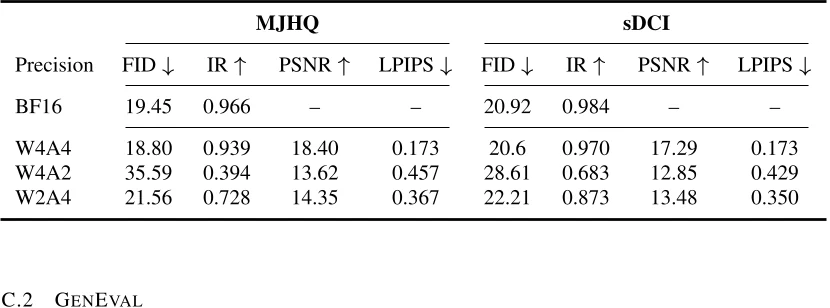 MJHQ sDCI
Precision FID ↓ IR ↑ PSNR ↑ LPIPS ↓ FID ↓ IR ↑ PSNR ↑ LPIPS ↓
BF16 19.45 0.966 – – 20.92 0.984 – –
W4A4 18.80 0.939 18.40 0.173 20.6 0.970 17.29 0.173
W4A2 35.59 0.394 13.62 0.457 28.61 0.683 12.85 0.429
W2A4 21.56 0.728 14.35 0.367 22.21 0.873 13.48 0.350
C.2 GENEVAL